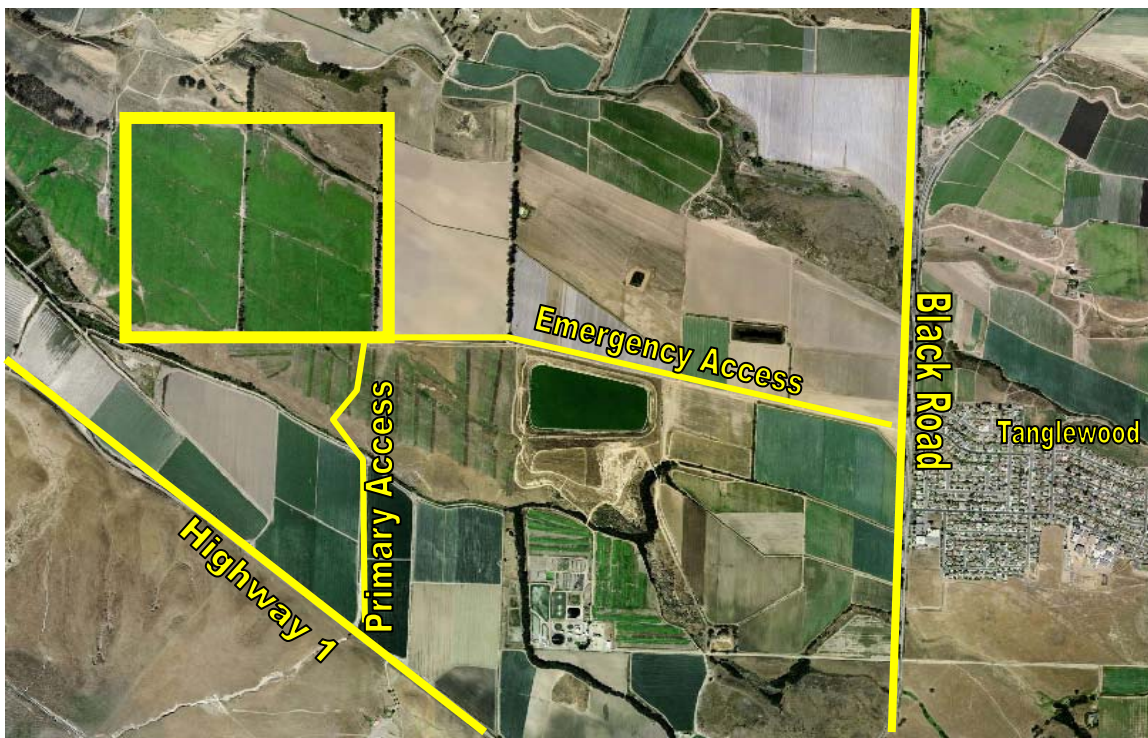 Emergency Access
Black Road
Tanglewood
Primary Access
Highway 1